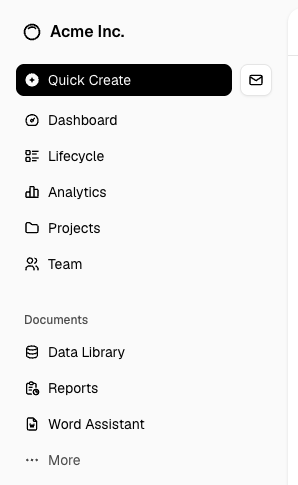 Acme Inc.
Quick Create
Dashboard
Lifecycle
Analytics
Projects
Team
Documents
Data Library
Reports
Word Assistant
More